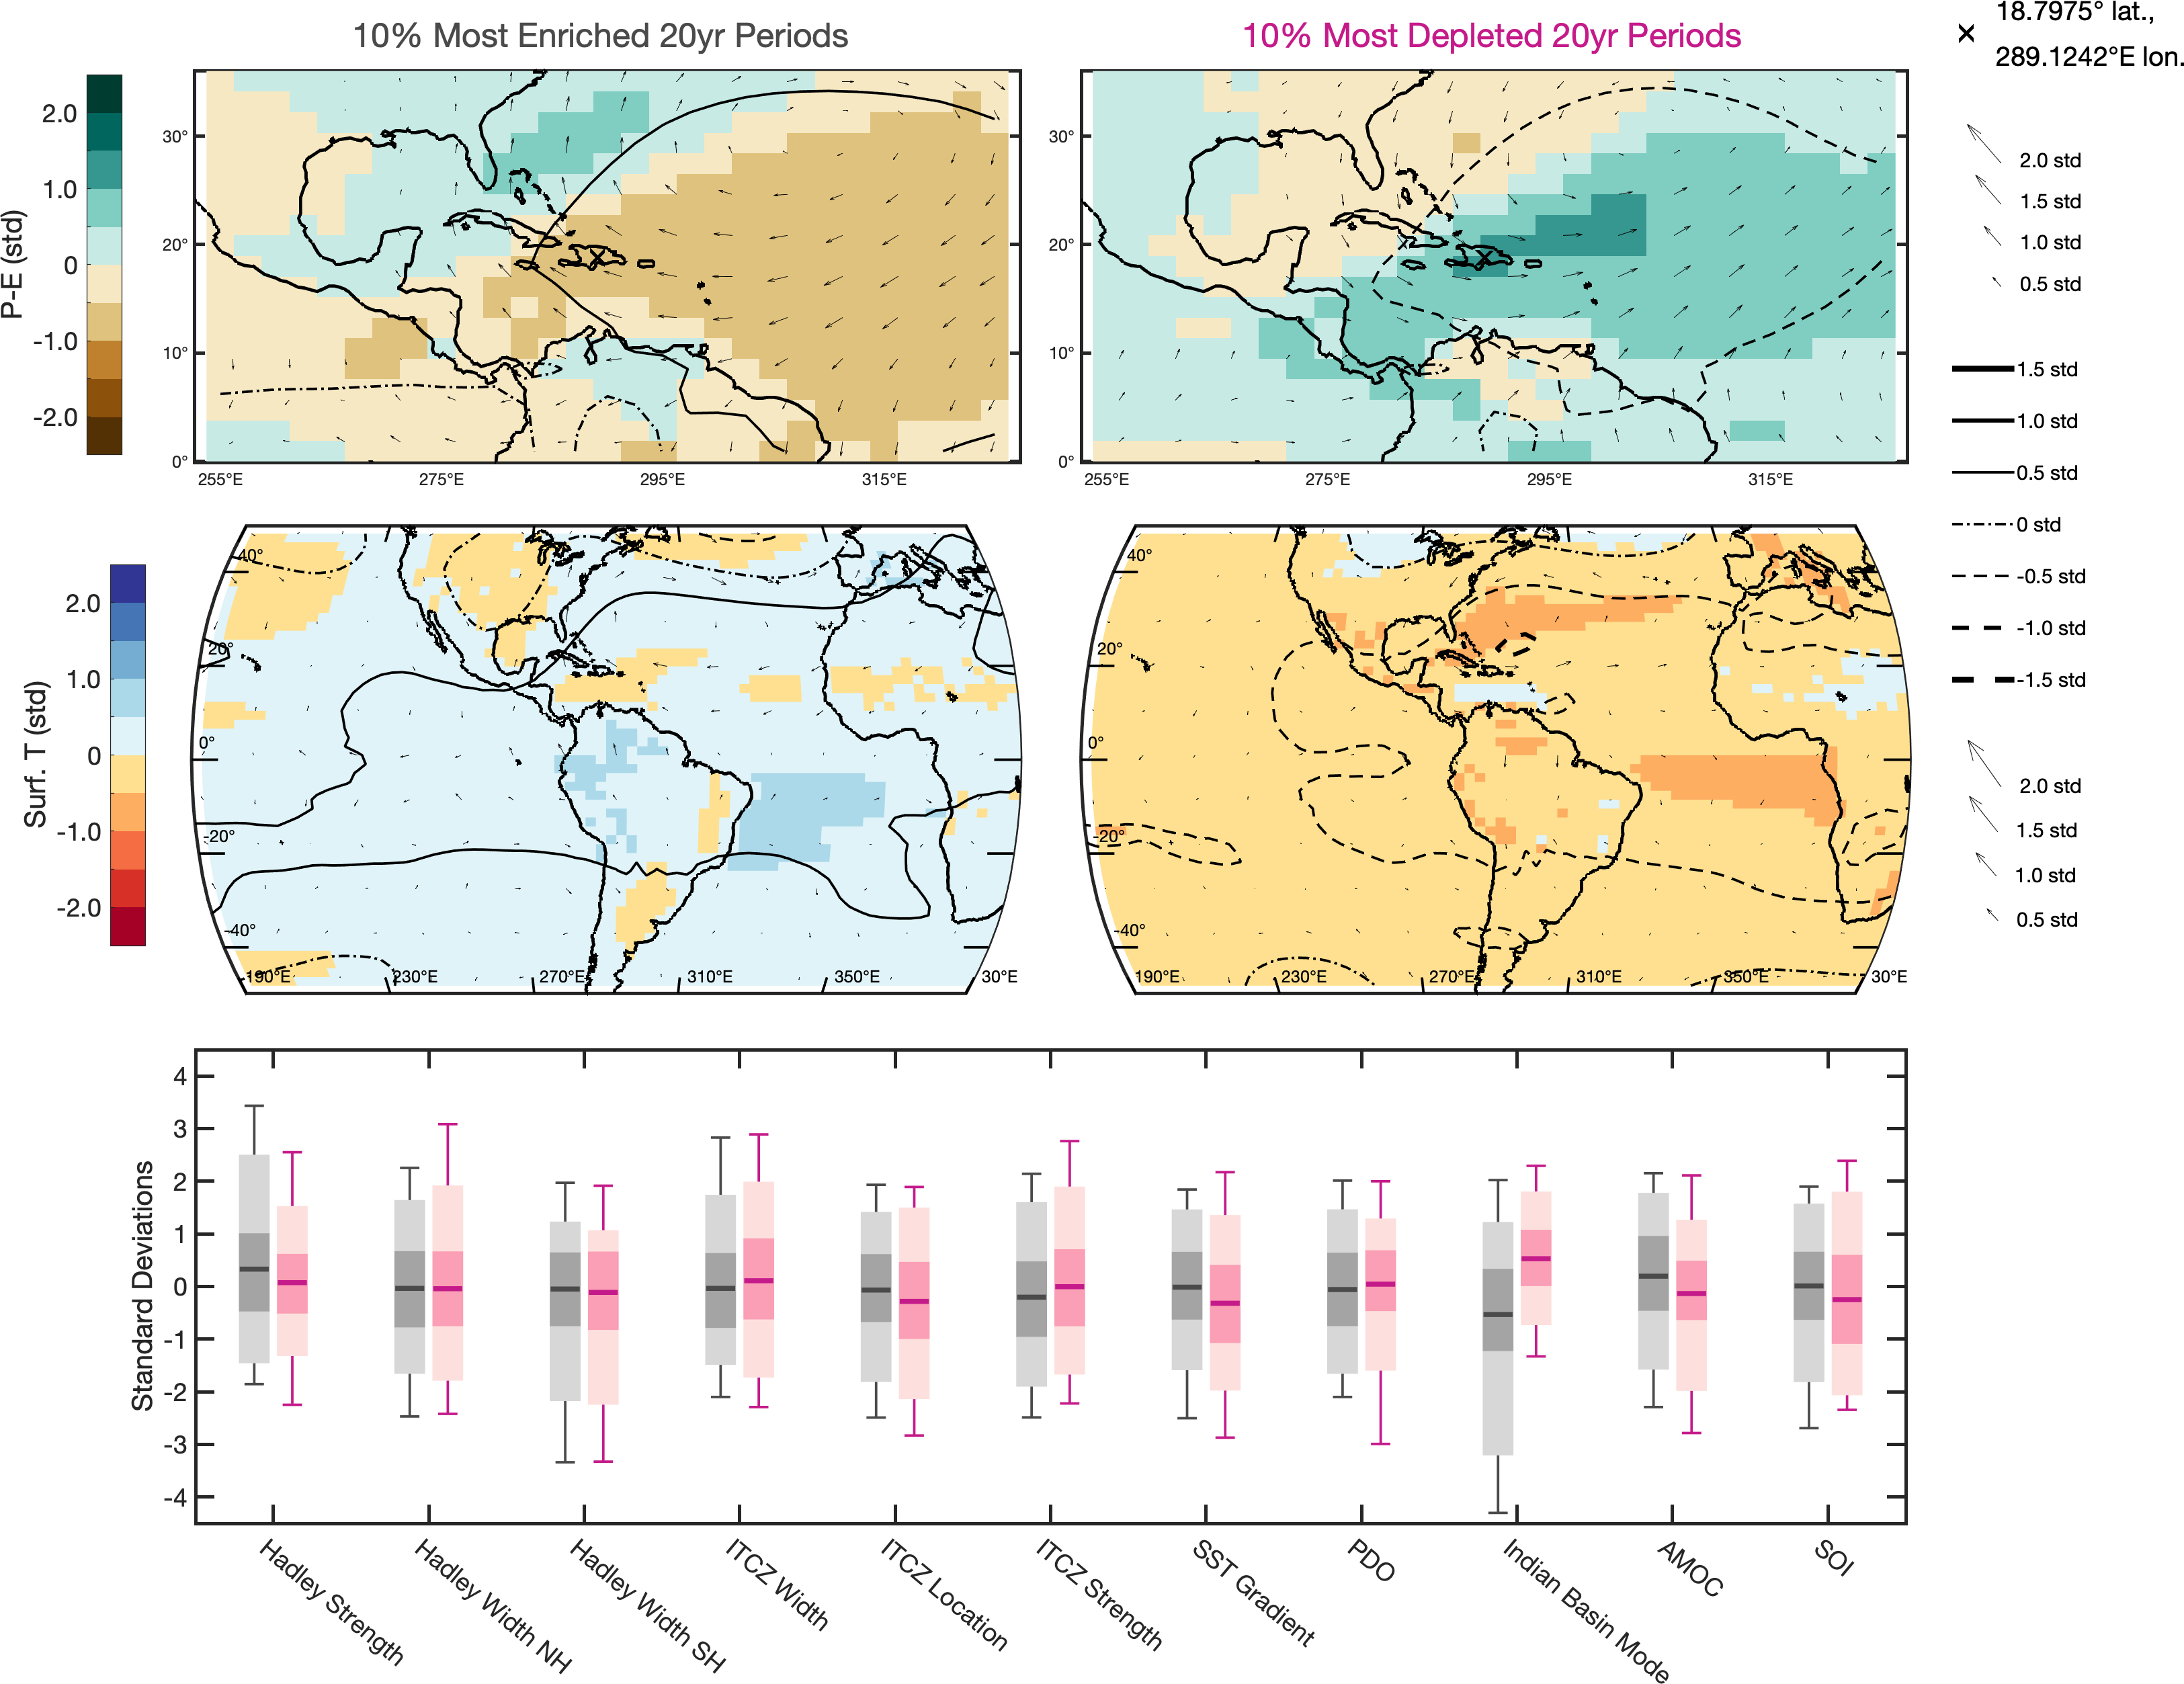 10% Most Enriched 20yr Periods
10% Most Depleted 20yr Periods
18.7975° lat.,
289.1242°E lon.
P-E (std)
2.0
1.0
0
-1.0
-2.0
30°
20°
10°
0°
255°E
275°E
295°E
315°E
30°
20°
10°
0°
255°E
275°E
295°E
315°E
2.0 std
1.5 std
1.0 std
0.5 std
1.5 std
1.0 std
0.5 std
0 std
-0.5 std
-1.0 std
-1.5 std
Surf. T (std)
2.0
1.0
0
-1.0
-2.0
40°
20°
0°
-20°
-40°
190°E
230°E
270°E
310°E
350°E
30°E
40°
20°
0°
-20°
-40°
190°E
230°E
270°E
310°E
350°E
30°E
2.0 std
1.5 std
1.0 std
0.5 std
Standard Deviations
4
3
2
1
0
-1
-2
-3
-4
Hadley Strength
Hadley Width NH
Hadley Width SH
ITCZ Width
ITCZ Location
ITCZ Strength
SST Gradient
PDO
Indian Basin Mode
AMOC
SOI